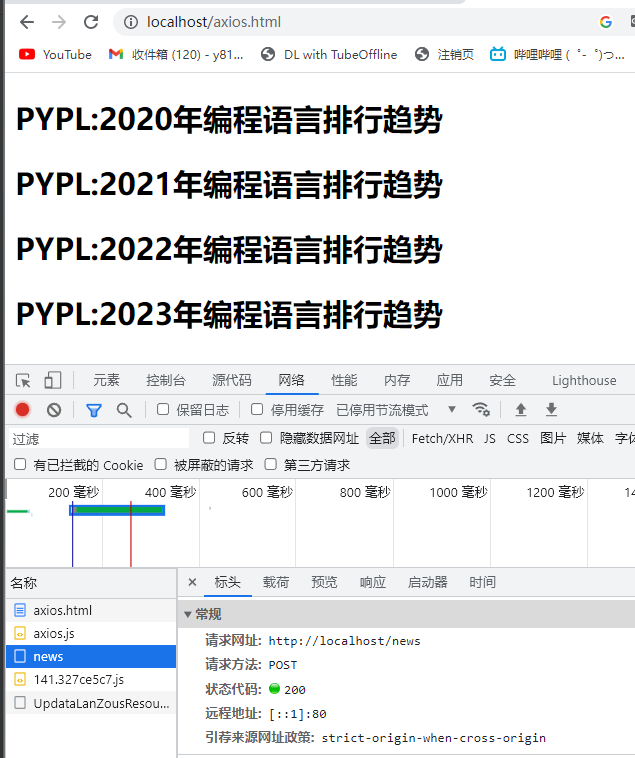 localhost/axios.html
YouTube 收件箱 (120) - y81... DL with TubeOffline 注销页 哔哩哔哩 (゜-゜)つ...
PYPL:2020年编程语言排行趋势
PYPL:2021年编程语言排行趋势
PYPL:2022年编程语言排行趋势
PYPL:2023年编程语言排行趋势
元素 控制台 源代码 网络 性能 内存 应用 安全 Lighthouse
保留日志 停用缓存 已停用节流模式
过滤 反转 隐藏数据网址 全部 Fetch/XHR JS CSS 图片 媒体 字体
有已拦截的 Cookie 被屏蔽的请求 第三方请求
200 毫秒 400 毫秒 600 毫秒 800 毫秒 1000 毫秒 1200 毫秒
名称 × 标头 载荷 预览 响应 启动器 时间
axios.html
axios.js
news
141.327ce5c7.js
UpdataLanZousResou...
常规
请求网址: http://localhost/news
请求方法: POST
状态代码: 200
远程地址: [::1]:80
引荐来源网址政策: strict-origin-when-cross-origin